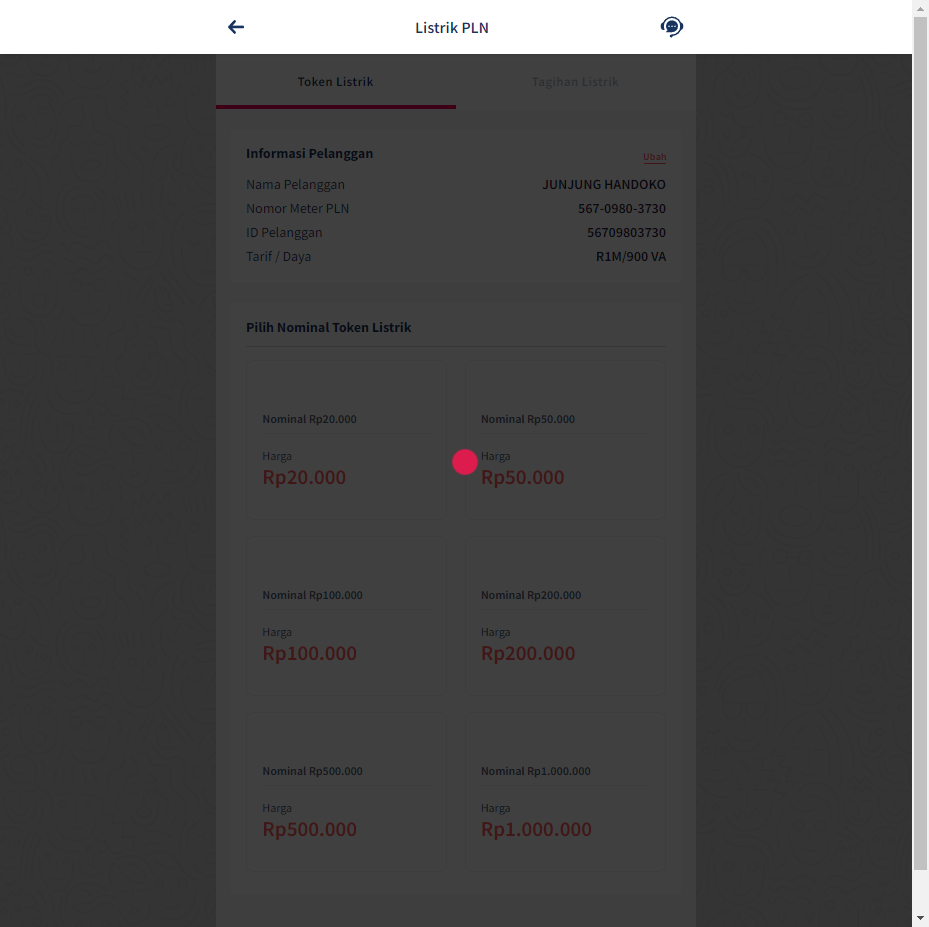 Listrik PLN
Token Listrik
Tagihan Listrik
Informasi Pelanggan
Ubah
Nama Pelanggan JUNJUNG HANDOKO
Nomor Meter PLN 567-0980-3730
ID Pelanggan 56709803730
Tarif / Daya R1M/900 VA
Pilih Nominal Token Listrik
Nominal Rp20.000
Harga
Rp20.000
Nominal Rp50.000
Harga
Rp50.000
Nominal Rp100.000
Harga
Rp100.000
Nominal Rp200.000
Harga
Rp200.000
Nominal Rp500.000
Harga
Rp500.000
Nominal Rp1.000.000
Harga
Rp1.000.000